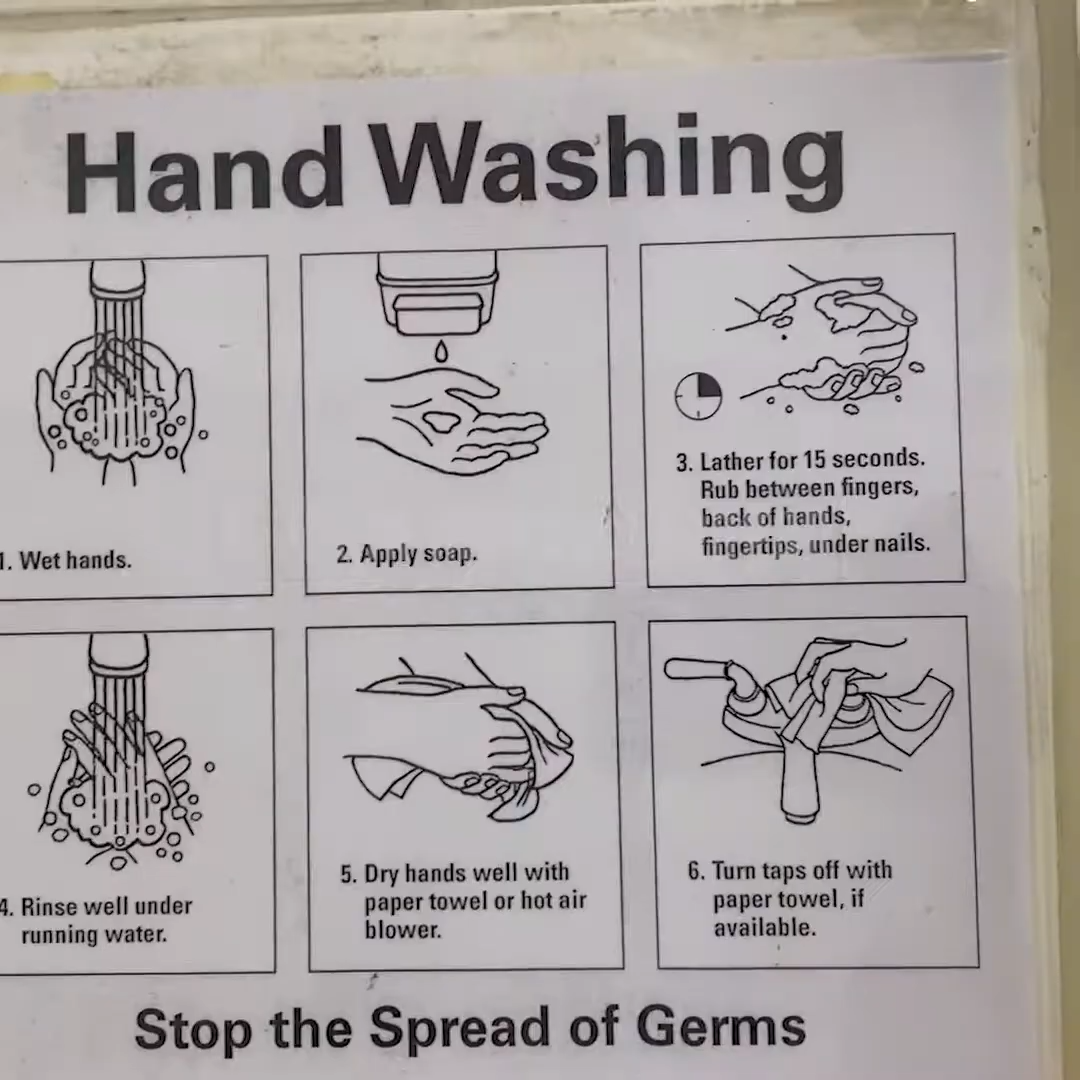 Hand Washing
1. Wet hands.
2. Apply soap.
3. Lather for 15 seconds.
Rub between fingers,
back of hands,
fingertips, under nails.
4. Rinse well under
running water.
5. Dry hands well with
paper towel or hot air
blower.
6. Turn taps off with
paper towel, if
available.
Stop the Spread of Germs